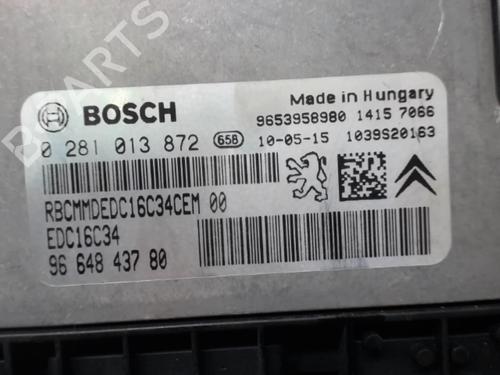 B PARTS
BOSCH
Made in Hungary
9653958980 1415 7066
0 281 013 872 658 10-05-15 1039S20163
RBCMMDEDC16C34CEM 00
EDC16C34
96 648 437 80